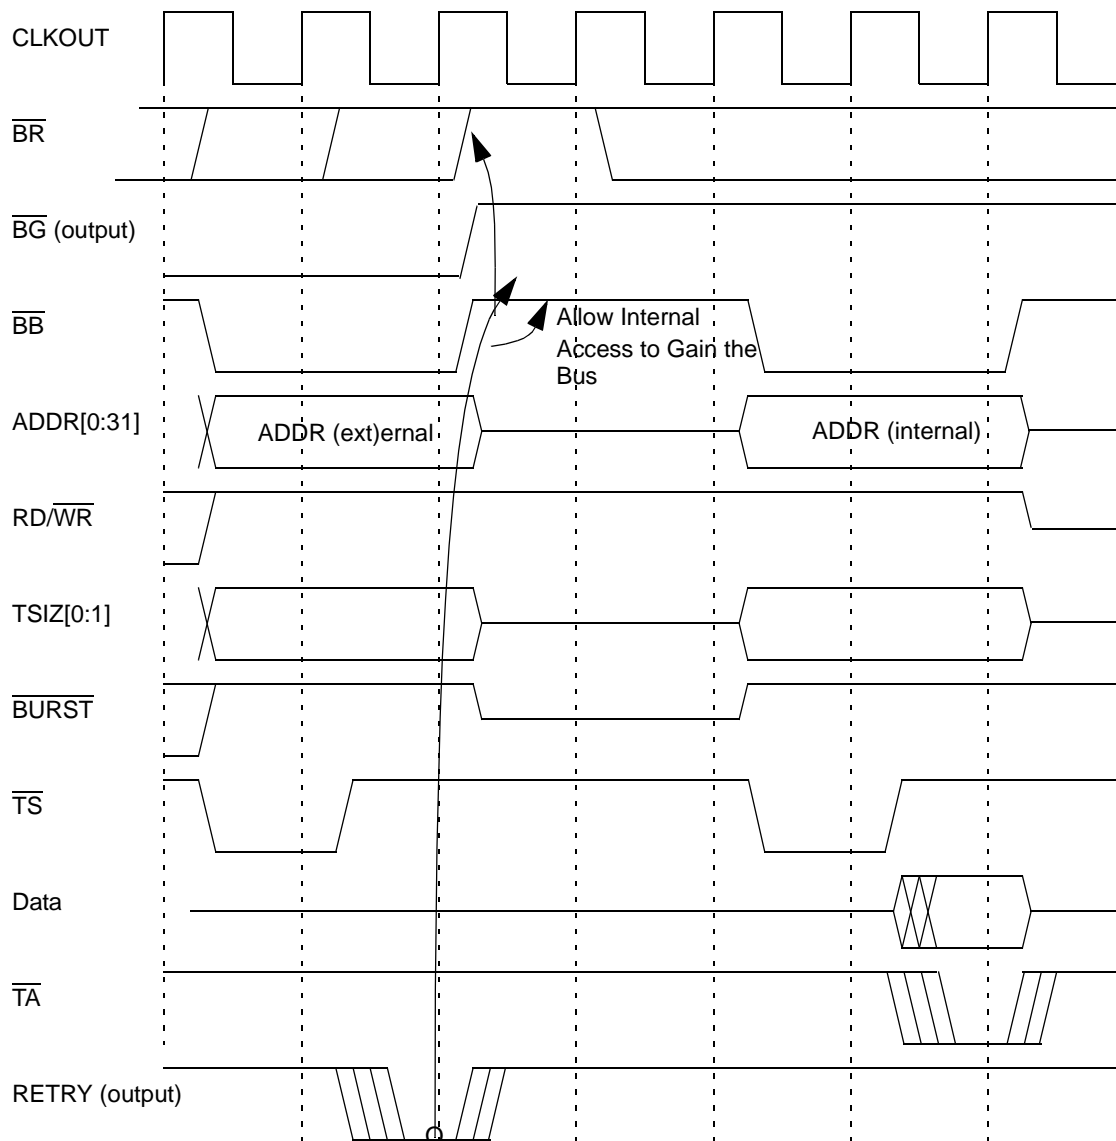 CLKOUT
BR
BG (output)
BB
Allow Internal
Access to Gain the
Bus
ADDR[0:31]
ADDR (ext)ernal
ADDR (internal)
RD/WR
TSIZ[0:1]
BURST
TS
Data
TA
RETRY (output)